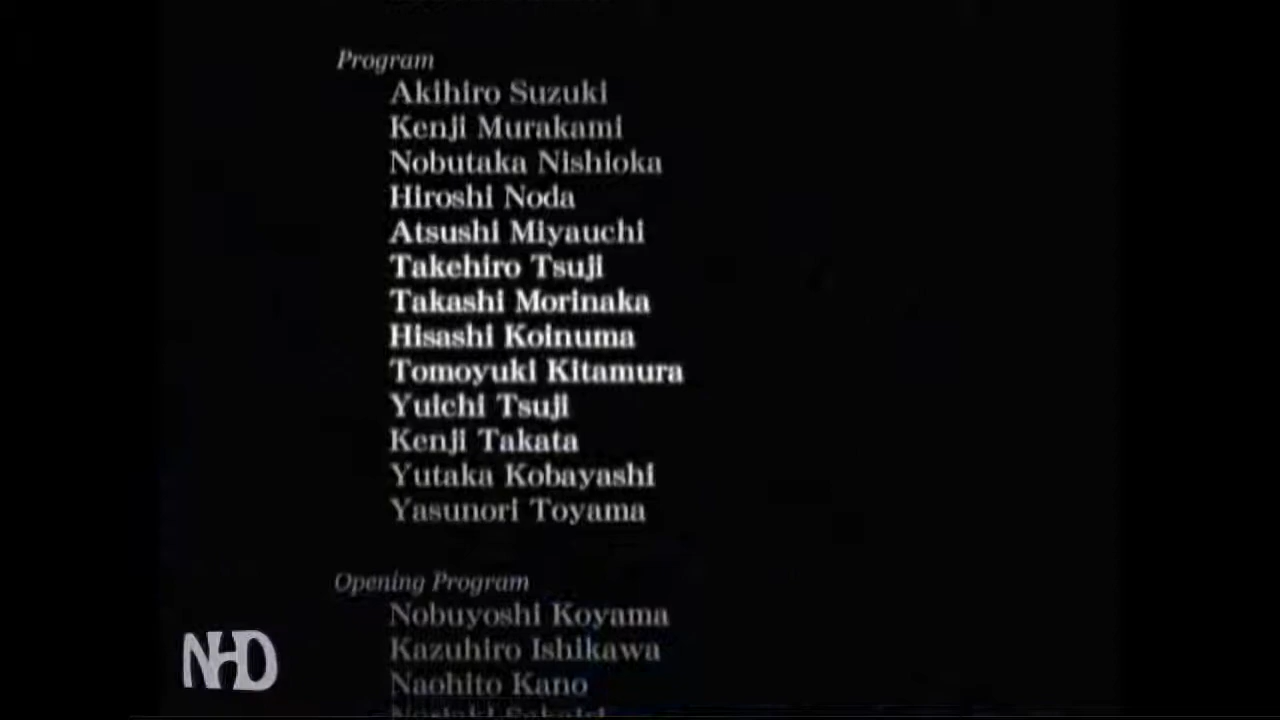 Program
Akihiro Suzuki
Kenji Murakami
Nobutaka Nishioka
Hiroshi Noda
Atsushi Miyauchi
Takehiro Tsuji
Takashi Morinaka
Hisashi Koinuma
Tomoyuki Kitamura
Yuichi Tsuji
Kenji Takata
Yutaka Kobayashi
Yasunori Toyama
Opening Program
Nobuyoshi Koyama
Kazuhiro Ishikawa
Naohito Kano
NHD